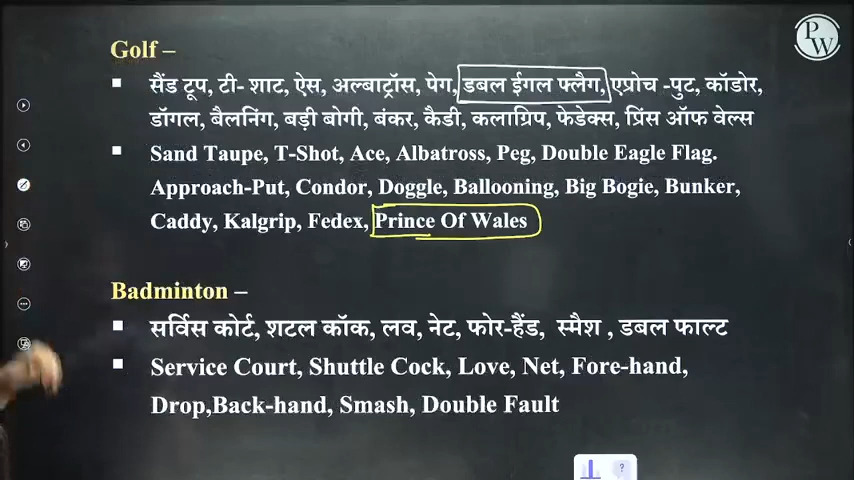 Golf –
सैंड टूप, टी- शाट, ऐस, अल्बाट्रॉस, पेग, डबल ईगल फ्लैग, एप्रोच -पुट, कॉडोर,
डॉगल, बैलनिंग, बड़ी बोगी, बंकर, कैडी, कलाग्रिप, फेडेक्स, प्रिंस ऑफ वेल्स
Sand Taupe, T-Shot, Ace, Albatross, Peg, Double Eagle Flag.
Approach-Put, Condor, Doggle, Ballooning, Big Bogie, Bunker,
Caddy, Kalgrip, Fedex, Prince Of Wales
Badminton –
सर्विस कोर्ट, शटल कॉक, लव, नेट, फोर-हैंड, स्मैश , डबल फाल्ट
Service Court, Shuttle Cock, Love, Net, Fore-hand,
Drop,Back-hand, Smash, Double Fault
PW